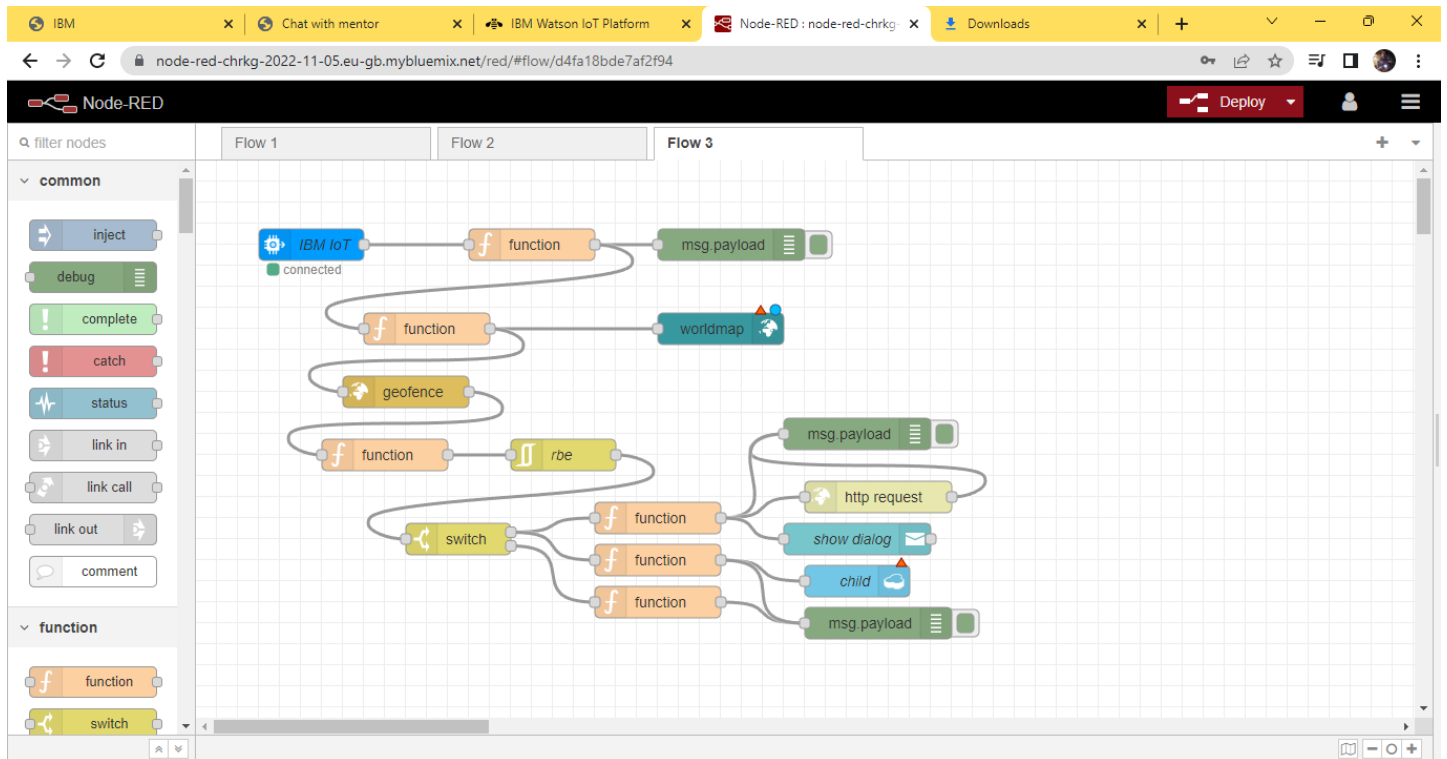 IBM
Chat with mentor
IBM Watson IoT Platform
Node-RED : node-red-chrkg-
Downloads
node-red-chrkg-2022-11-05.eu-gb.mybluemix.net/red/#flow/d4fa18bde7af2f94
Node-RED
Deploy
filter nodes
Flow 1
Flow 2
Flow 3
common
inject
debug
complete
catch
status
link in
link call
link out
comment
function
function
switch
IBM IoT
connected
function
msg.payload
function
worldmap
geofence
function
rbe
msg.payload
http request
switch
function
show dialog
function
child
function
msg.payload